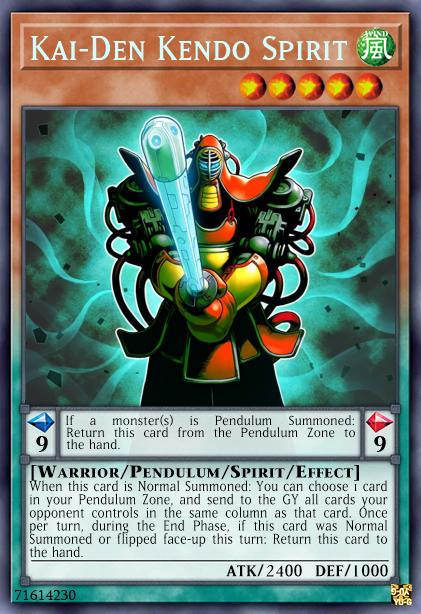 Kai-Den Kendo Spirit
WIND
風
If a monster(s) is Pendulum Summoned:
Return this card from the Pendulum Zone to
the hand.
9
9
[Warrior/Pendulum/Spirit/Effect]
When this card is Normal Summoned: You can choose 1 card
in your Pendulum Zone, and send to the GY all cards your
opponent controls in the same column as that card. Once
per turn, during the End Phase, if this card was Normal
Summoned or flipped face-up this turn: Return this card to
the hand.
ATK/2400 DEF/1000
71614230